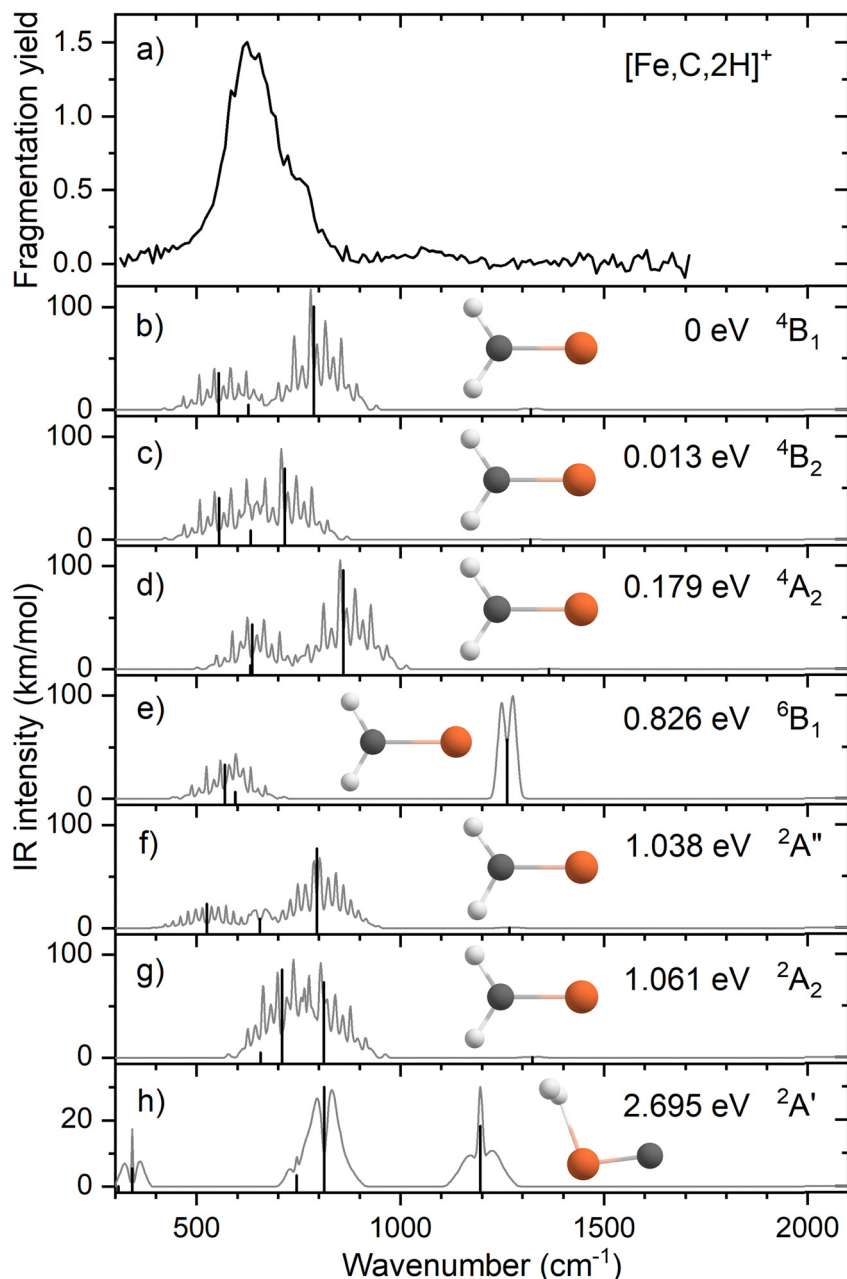 a)
[Fe,C,2H]⁺
Fragmentation yield
1.5
1.0
0.5
0.0
b)
0 eV ⁴B₁
100
0
c)
0.013 eV ⁴B₂
100
0
d)
0.179 eV ⁴A₂
100
0
IR intensity (km/mol)
e)
0.826 eV ⁶B₁
100
0
f)
1.038 eV ²A"
100
0
g)
1.061 eV ²A₂
100
0
h)
2.695 eV ²A'
20
0
500 1000 1500 2000
Wavenumber (cm⁻¹)